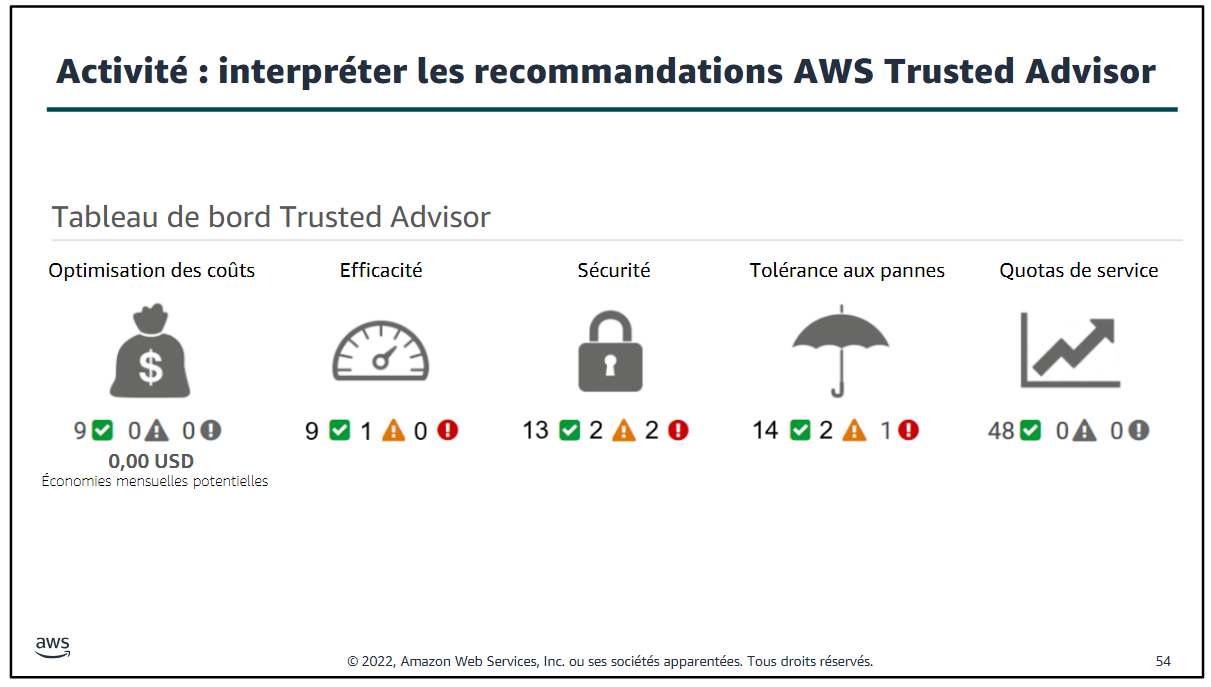 Activité : interpréter les recommandations AWS Trusted Advisor
Tableau de bord Trusted Advisor
Optimisation des coûts
Efficacité
Sécurité
Tolérance aux pannes
Quotas de service
$
9 0 0
9 1 0
13 2 2
14 2 1
48 0 0
0,00 USD
Économies mensuelles potentielles
aws
© 2022, Amazon Web Services, Inc. ou ses sociétés apparentées. Tous droits réservés.
54